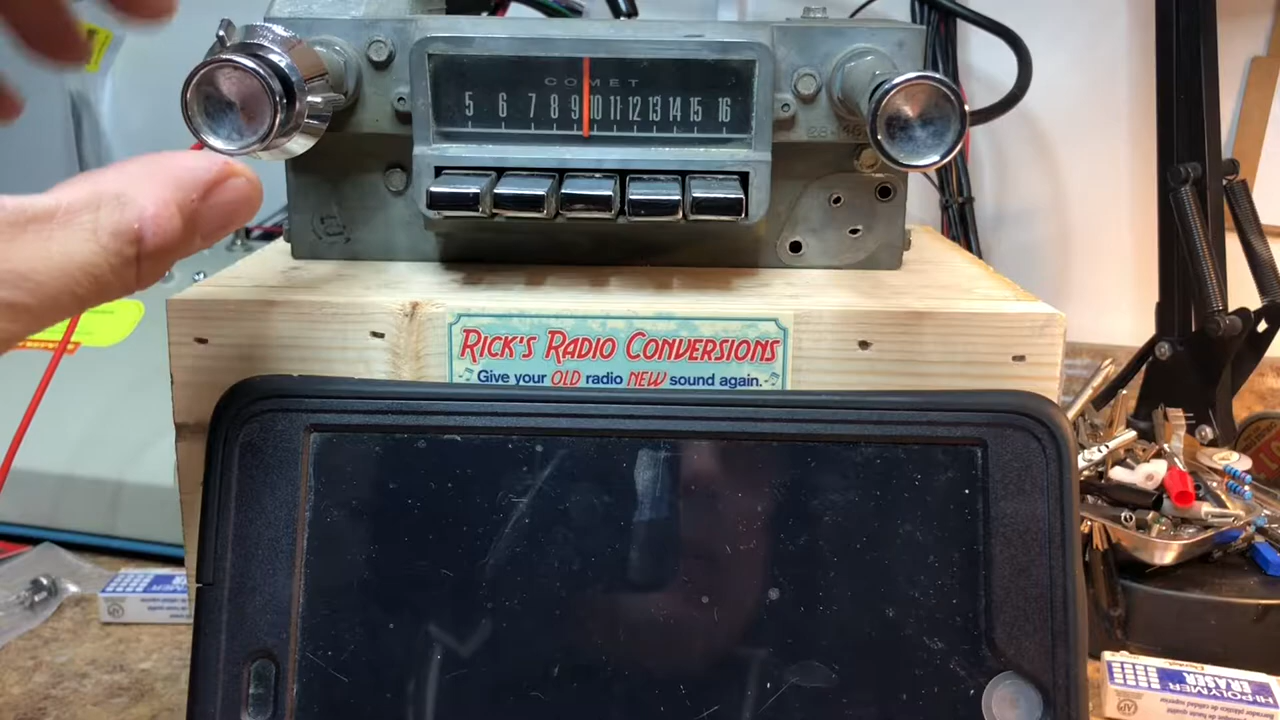 COMET
5 6 7 8 9 10 11 12 13 14 15 16
RICK'S RADIO CONVERSIONS
Give your OLD radio NEW sound again.
HI-POLYMER
ERASER